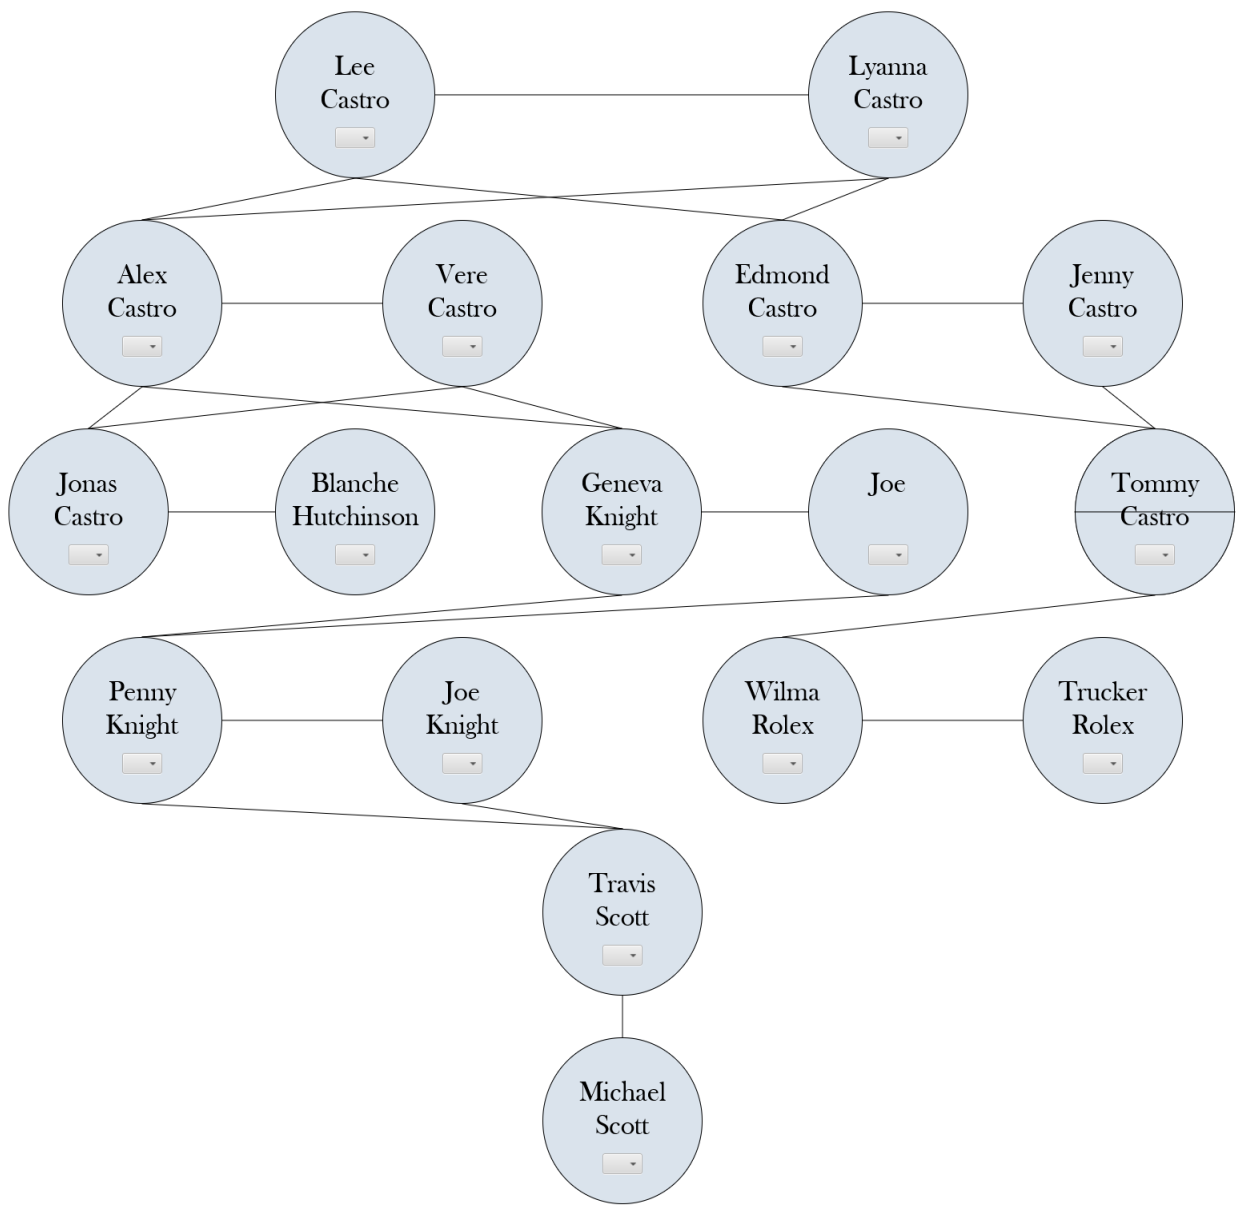 Lee
Castro
Lyanna
Castro
Alex
Castro
Vere
Castro
Edmond
Castro
Jenny
Castro
Jonas
Castro
Blanche
Hutchinson
Geneva
Knight
Joe
Tommy
Castro
Penny
Knight
Joe
Knight
Wilma
Rolex
Trucker
Rolex
Travis
Scott
Michael
Scott